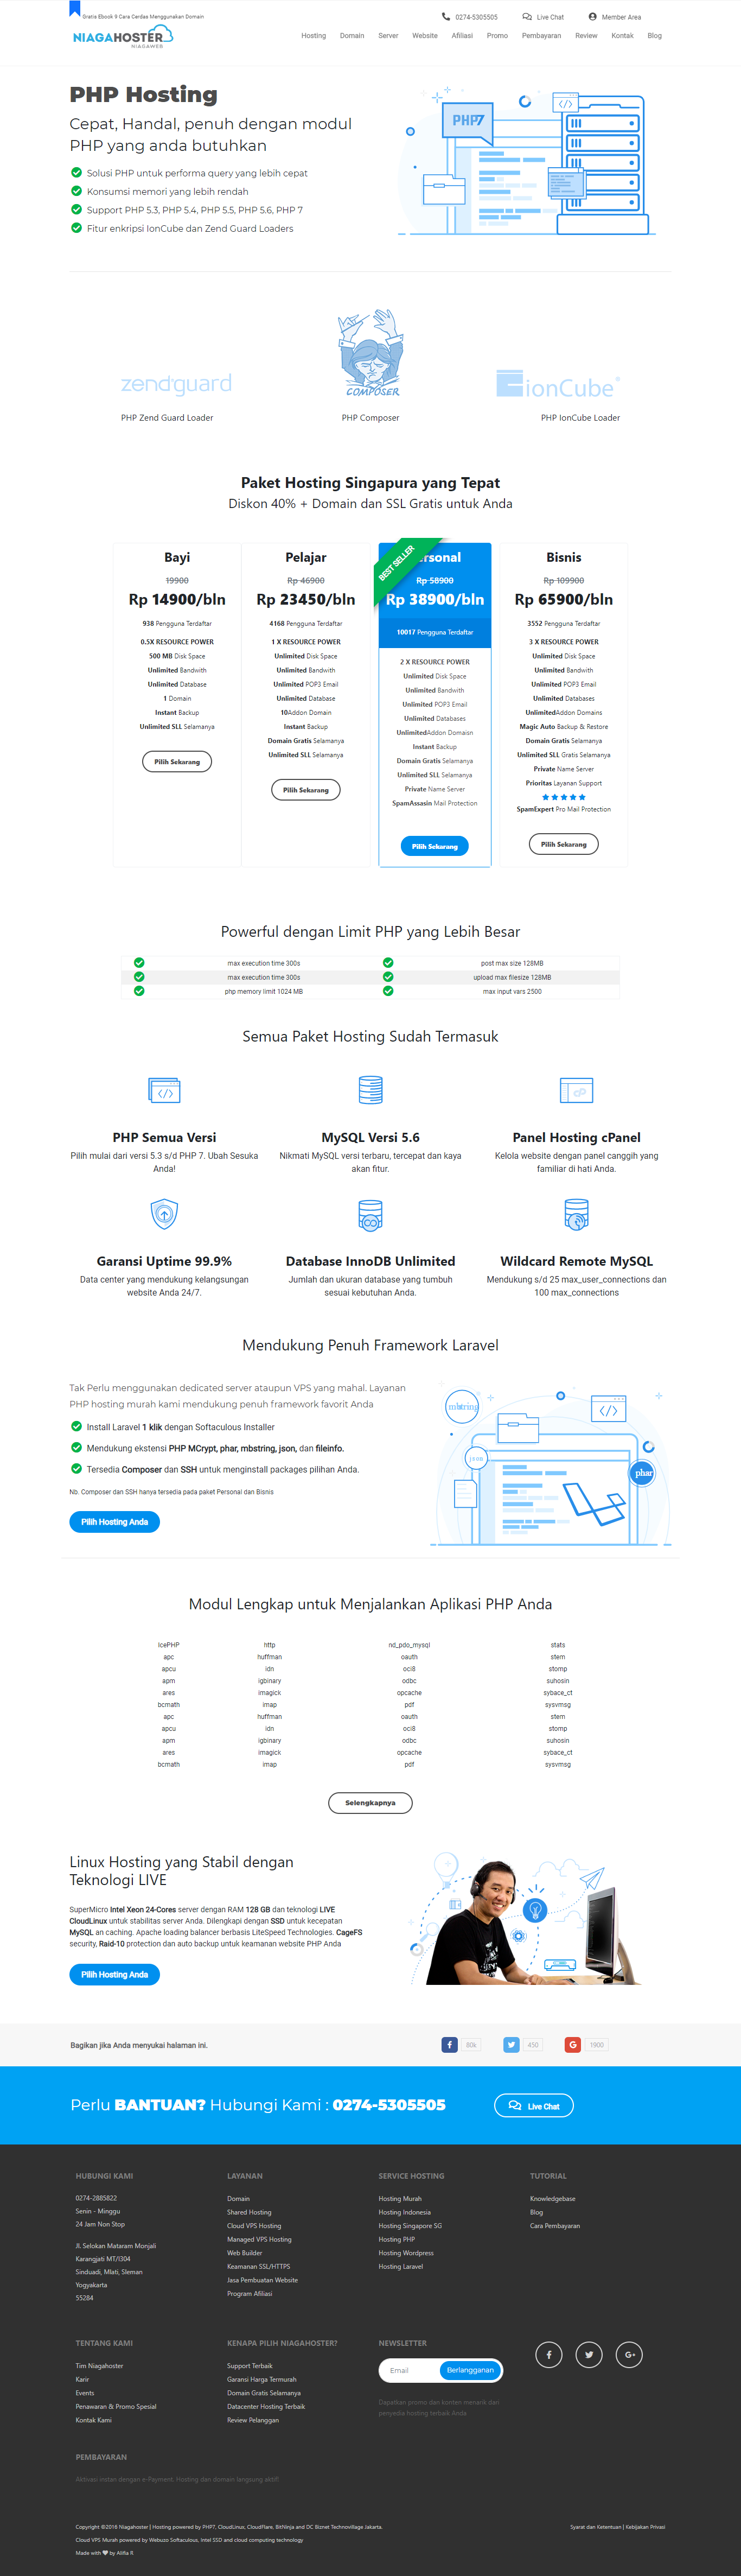 Gratis Ebook 9 Cara Cerdas Menggunakan Domain
0274-5305505
Live Chat
Member Area
NIAGAHOSTER
NIAGAWEB
Hosting
Domain
Server
Website
Afiliasi
Promo
Pembayaran
Review
Kontak
Blog
PHP Hosting
Cepat, Handal, penuh dengan modul
PHP yang anda butuhkan
Solusi PHP untuk performa query yang lebih cepat
Konsumsi memori yang lebih rendah
Support PHP 5.3, PHP 5.4, PHP 5.5, PHP 5.6, PHP 7
Fitur enkripsi IonCube dan Zend Guard Loaders
PHP7
</>
zend'guard
COMPOSER
ionCube®
PHP Zend Guard Loader
PHP Composer
PHP IonCube Loader
Paket Hosting Singapura yang Tepat
Diskon 40% + Domain dan SSL Gratis untuk Anda
Bayi
19900
Rp 14900/bln
938 Pengguna Terdaftar
0.5X RESOURCE POWER
500 MB Disk Space
Unlimited Bandwith
Unlimited Database
1 Domain
Instant Backup
Unlimited SLL Selamanya
Pilih Sekarang
Pelajar
Rp 46900
Rp 23450/bln
4168 Pengguna Terdaftar
1 X RESOURCE POWER
Unlimited Disk Space
Unlimited Bandwith
Unlimited POP3 Email
Unlimited Database
10Addon Domain
Instant Backup
Domain Gratis Selamanya
Unlimited SLL Selamanya
Pilih Sekarang
BEST SELLER
rsonal
Rp 58900
Rp 38900/bln
10017 Pengguna Terdaftar
2 X RESOURCE POWER
Unlimited Disk Space
Unlimited Bandwith
Unlimited POP3 Email
Unlimited Databases
UnlimitedAddon Domaisn
Instant Backup
Domain Gratis Selamanya
Unlimited SLL Selamanya
Private Name Server
SpamAssasin Mail Protection
Pilih Sekarang
Bisnis
Rp 109900
Rp 65900/bln
3552 Pengguna Terdaftar
3 X RESOURCE POWER
Unlimited Disk Space
Unlimited Bandwith
Unlimited POP3 Email
Unlimited Databases
UnlimitedAddon Domains
Magic Auto Backup & Restore
Domain Gratis Selamanya
Unlimited SLL Gratis Selamanya
Private Name Server
Prioritas Layanan Support
SpamExpert Pro Mail Protection
Pilih Sekarang
Powerful dengan Limit PHP yang Lebih Besar
max execution time 300s
post max size 128MB
max execution time 300s
upload max filesize 128MB
php memory limit 1024 MB
max input vars 2500
Semua Paket Hosting Sudah Termasuk
</>
PHP Semua Versi
Pilih mulai dari versi 5.3 s/d PHP 7. Ubah Sesuka
Anda!
MySQL Versi 5.6
Nikmati MySQL versi terbaru, tercepat dan kaya
akan fitur.
Panel Hosting cPanel
Kelola website dengan panel canggih yang
familiar di hati Anda.
Garansi Uptime 99.9%
Data center yang mendukung kelangsungan
website Anda 24/7.
Database InnoDB Unlimited
Jumlah dan ukuran database yang tumbuh
sesuai kebutuhan Anda.
Wildcard Remote MySQL
Mendukung s/d 25 max_user_connections dan
100 max_connections
Mendukung Penuh Framework Laravel
Tak Perlu menggunakan dedicated server ataupun VPS yang mahal. Layanan
PHP hosting murah kami mendukung penuh framework favorit Anda
Install Laravel 1 klik dengan Softaculous Installer
Mendukung ekstensi PHP MCrypt, phar, mbstring, json, dan fileinfo.
Tersedia Composer dan SSH untuk menginstall packages pilihan Anda.
Nb. Composer dan SSH hanya tersedia pada paket Personal dan Bisnis
Pilih Hosting Anda
mbstring
</>
json
phar
Modul Lengkap untuk Menjalankan Aplikasi PHP Anda
IcePHP http nd_pdo_mysql stats
apc huffman oauth stem
apcu idn oci8 stomp
apm igbinary odbc suhosin
ares imagick opcache sybace_ct
bcmath imap pdf sysvmsg
apc huffman oauth stem
apcu idn oci8 stomp
apm igbinary odbc suhosin
ares imagick opcache sybace_ct
bcmath imap pdf sysvmsg
Selengkapnya
Linux Hosting yang Stabil dengan
Teknologi LIVE
SuperMicro Intel Xeon 24-Cores server dengan RAM 128 GB dan teknologi LIVE
CloudLinux untuk stabilitas server Anda. Dilengkapi dengan SSD untuk kecepatan
MySQL an caching. Apache loading balancer berbasis LiteSpeed Technologies. CageFS
security, Raid-10 protection dan auto backup untuk keamanan website PHP Anda
Pilih Hosting Anda
Bagikan jika Anda menyukai halaman ini.
80k
450
1900
Perlu BANTUAN? Hubungi Kami : 0274-5305505
Live Chat
HUBUNGI KAMI
0274-2885822
Senin - Minggu
24 Jam Non Stop
Jl. Selokan Mataram Monjali
Karangjati MT/I304
Sinduadi, Mlati, Sleman
Yogyakarta
55284
LAYANAN
Domain
Shared Hosting
Cloud VPS Hosting
Managed VPS Hosting
Web Builder
Keamanan SSL/HTTPS
Jasa Pembuatan Website
Program Afiliasi
SERVICE HOSTING
Hosting Murah
Hosting Indonesia
Hosting Singapore SG
Hosting PHP
Hosting Wordpress
Hosting Laravel
TUTORIAL
Knowledgebase
Blog
Cara Pembayaran
TENTANG KAMI
Tim Niagahoster
Karir
Events
Penawaran & Promo Spesial
Kontak Kami
KENAPA PILIH NIAGAHOSTER?
Support Terbaik
Garansi Harga Termurah
Domain Gratis Selamanya
Datacenter Hosting Terbaik
Review Pelanggan
NEWSLETTER
Email
Berlangganan
Dapatkan promo dan konten menarik dari
penyedia hosting terbaik Anda
PEMBAYARAN
Aktivasi instan dengan e-Payment. Hosting dan domain langsung aktif!
Copyright ©2016 Niagahoster | Hosting powered by PHP7, CloudLinux, CloudFlare, BitNinja and DC Biznet Technovillage Jakarta.
Syarat dan Ketentuan | Kebijakan Privasi
Cloud VPS Murah powered by Webuzo Softaculous, Intel SSD and cloud computing technology
Made with ❤ by Alifia R